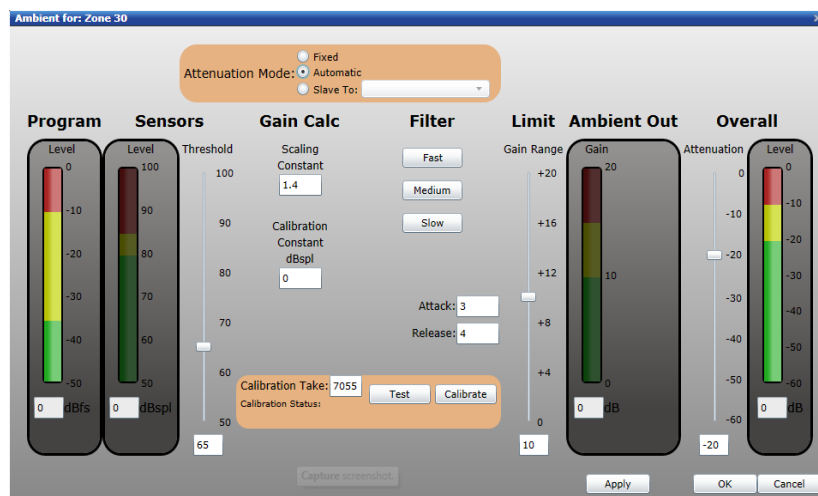 Ambient for: Zone 30
Attenuation Mode:
Fixed
Automatic
Slave To:
Program
Sensors
Gain Calc
Filter
Limit
Ambient Out
Overall
Level
0
-10
-20
-30
-40
-50
0 dBfs
Level
100
90
80
70
60
50
0 dBspl
Threshold
100
90
80
70
60
50
65
Scaling
Constant
1.4
Calibration
Constant
dBspl
0
Fast
Medium
Slow
Attack: 3
Release: 4
Calibration Take: 7055
Calibration Status:
Test
Calibrate
Gain Range
+20
+16
+12
+8
+4
0
10
Gain
20
10
0
0 dB
Attenuation
0
-10
-20
-30
-40
-50
-60
-20
Level
0
-10
-20
-30
-40
-50
-60
0 dB
Capture screenshot.
Apply
OK
Cancel